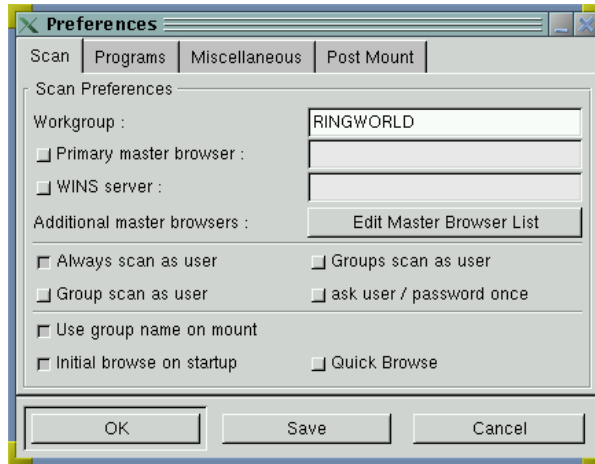 Preferences
Scan Programs Miscellaneous Post Mount
Scan Preferences
Workgroup : RINGWORLD
Primary master browser :
WINS server :
Additional master browsers : Edit Master Browser List
Always scan as user Groups scan as user
Group scan as user ask user / password once
Use group name on mount
Initial browse on startup Quick Browse
OK Save Cancel